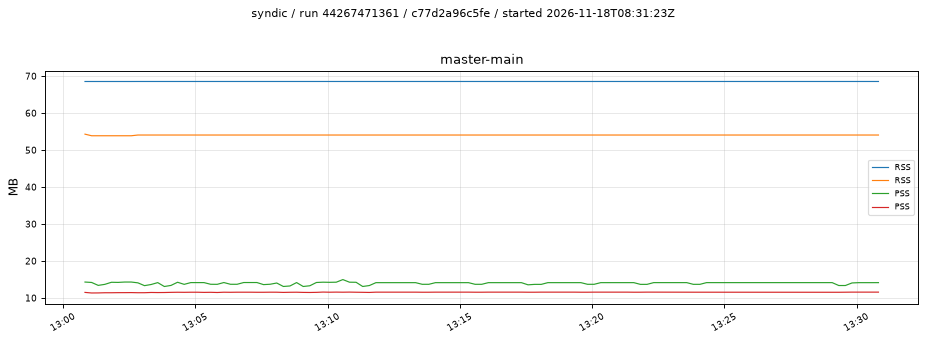 syndic / run 44267471361 / c77d2a96c5fe / started 2026-11-18T08:31:23Z
master-main
70
60
50
40
30
20
10
MB
RSS
RSS
PSS
PSS
13:00
13:05
13:10
13:15
13:20
13:25
13:30